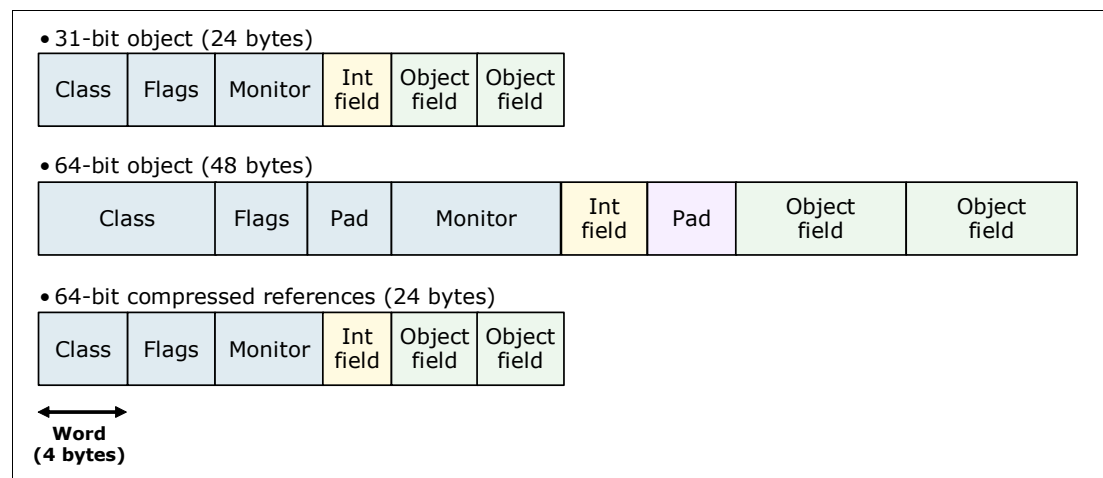 • 31-bit object (24 bytes)
Class Flags Monitor Int field Object field Object field
• 64-bit object (48 bytes)
Class Flags Pad Monitor Int field Pad Object field Object field
• 64-bit compressed references (24 bytes)
Class Flags Monitor Int field Object field Object field
Word
(4 bytes)